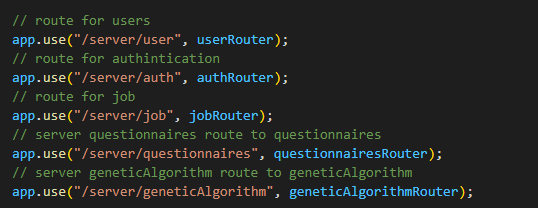 // route for users
app.use("/server/user", userRouter);
// route for authintication
app.use("/server/auth", authRouter);
// route for job
app.use("/server/job", jobRouter);
// server questionnaires route to questionnaires
app.use("/server/questionnaires", questionnairesRouter);
// server geneticAlgorithm route to geneticAlgorithm
app.use("/server/geneticAlgorithm", geneticAlgorithmRouter);